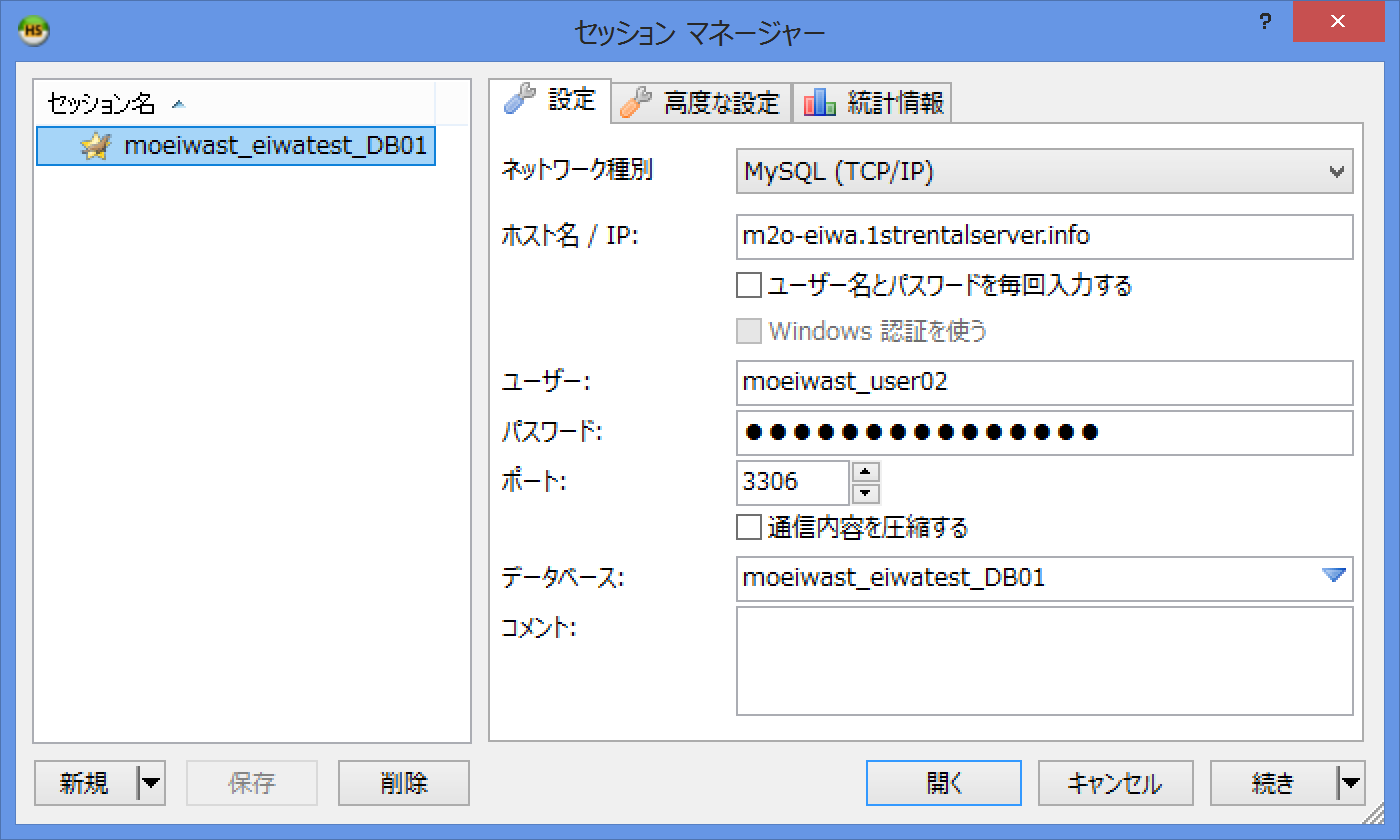 HS
セッション マネージャー
?
セッション名
moeiwast_eiwatest_DB01
設定
高度な設定
統計情報
ネットワーク種別
MySQL (TCP/IP)
ホスト名 / IP:
m2o-eiwa.1strentalserver.info
ユーザー名とパスワードを毎回入力する
Windows 認証を使う
ユーザー:
moeiwast_user02
パスワード:
●●●●●●●●●●●●●●●
ポート:
3306
通信内容を圧縮する
データベース:
moeiwast_eiwatest_DB01
コメント:
新規
保存
削除
開く
キャンセル
続き